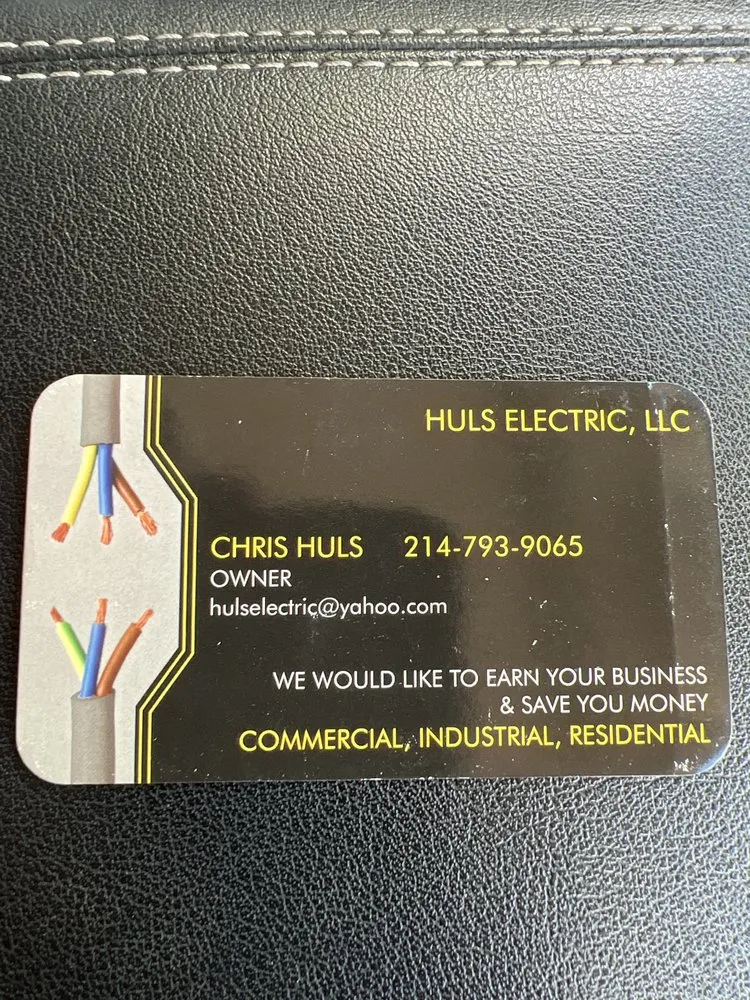 HULS ELECTRIC, LLC
CHRIS HULS 214-793-9065
OWNER
hulselectric@yahoo.com
WE WOULD LIKE TO EARN YOUR BUSINESS
& SAVE YOU MONEY
COMMERCIAL, INDUSTRIAL, RESIDENTIAL